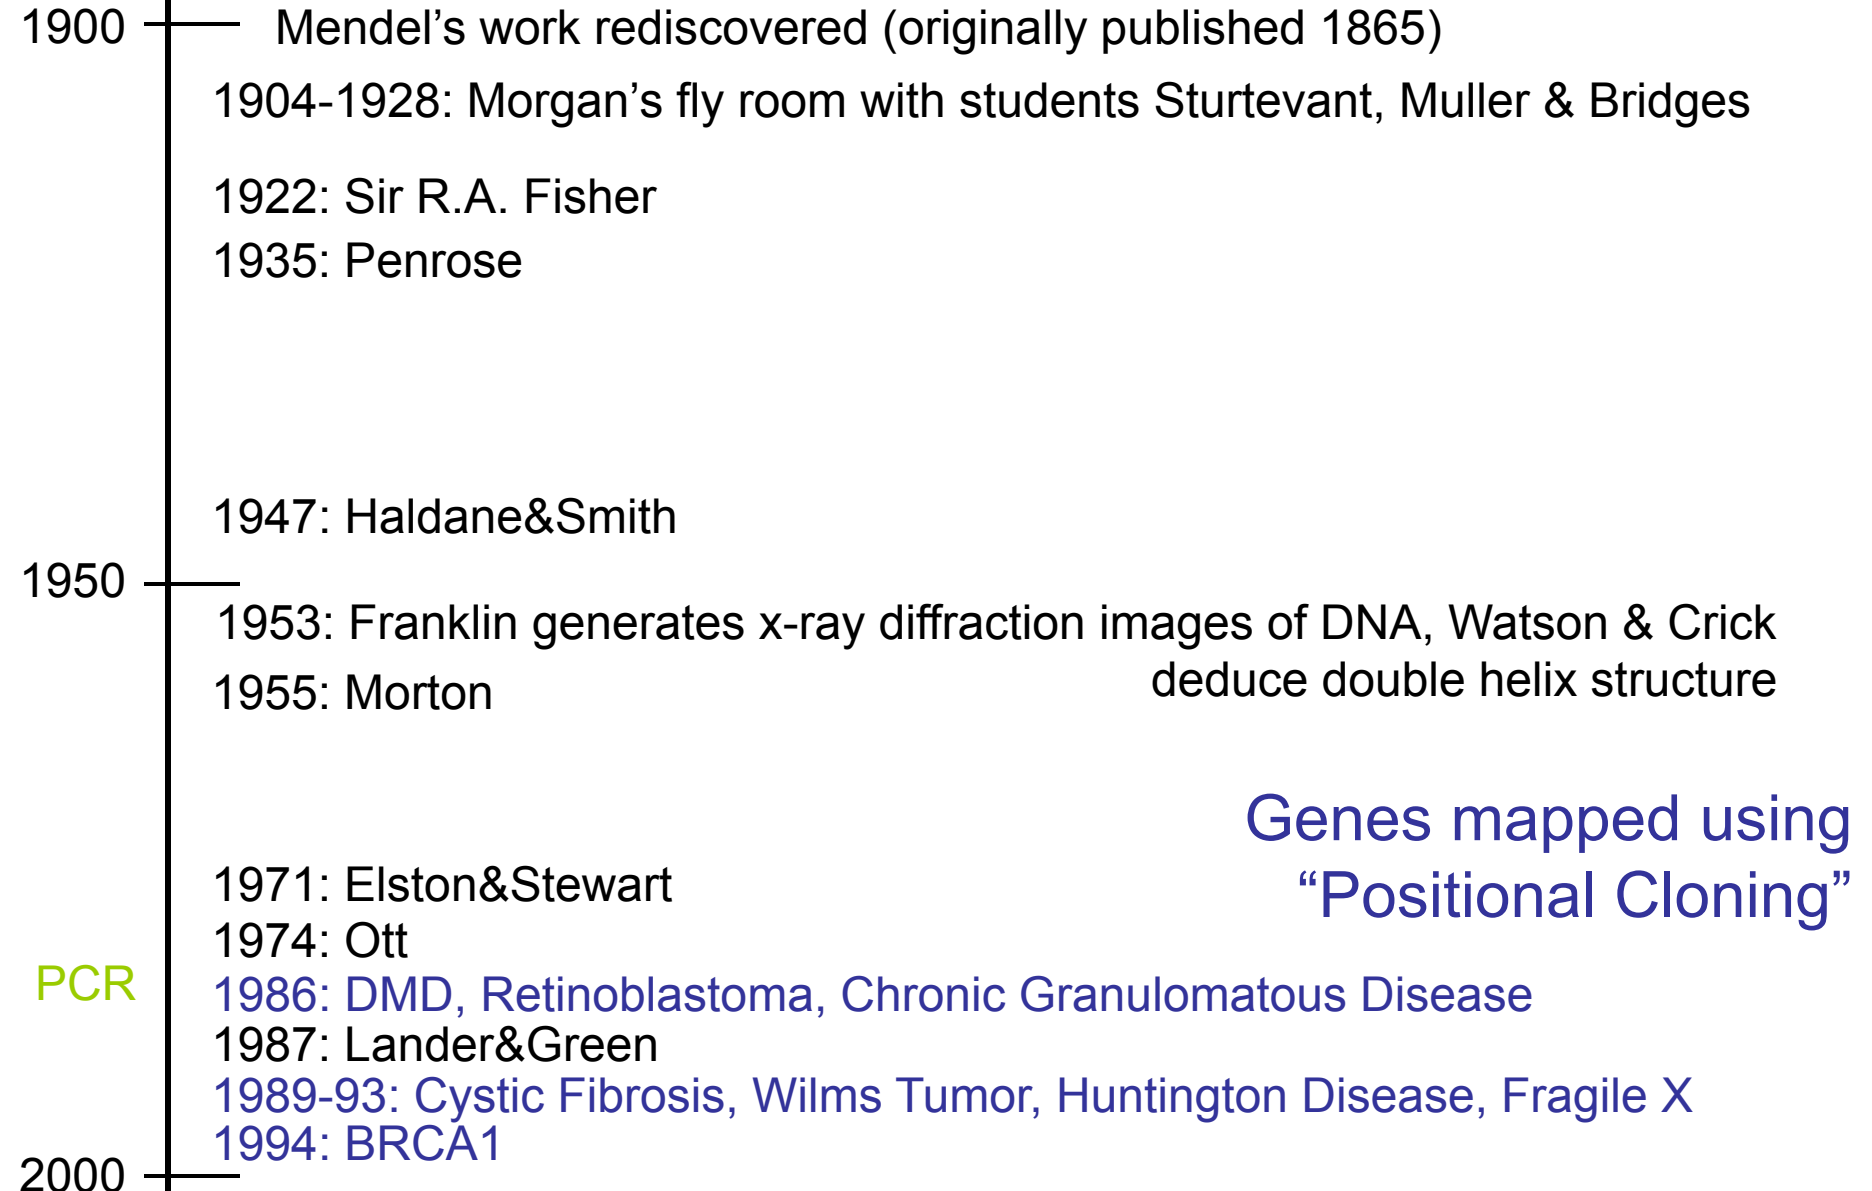 1900 Mendel’s work rediscovered (originally published 1865)
1904-1928: Morgan’s fly room with students Sturtevant, Muller & Bridges
1922: Sir R.A. Fisher
1935: Penrose
1947: Haldane&Smith
1950
1953: Franklin generates x-ray diffraction images of DNA, Watson & Crick
deduce double helix structure
1955: Morton
Genes mapped using
“Positional Cloning”
1971: Elston&Stewart
1974: Ott
PCR
1986: DMD, Retinoblastoma, Chronic Granulomatous Disease
1987: Lander&Green
1989-93: Cystic Fibrosis, Wilms Tumor, Huntington Disease, Fragile X
1994: BRCA1
2000